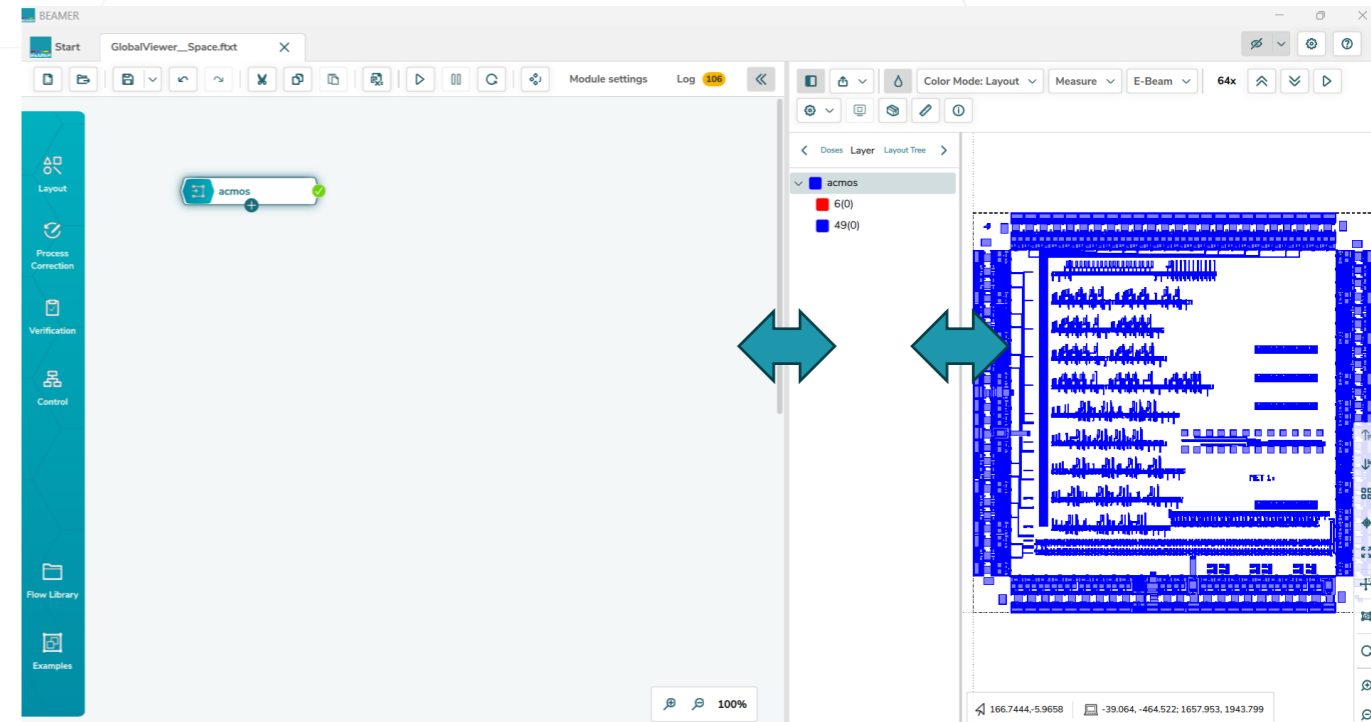 BEAMER
Start
GlobalViewer__Space.ftxt
Module settings
Log 106
Color Mode: Layout
Measure
E-Beam
64x
Layout
Process
Correction
Verification
Control
Flow Library
Examples
acmos
100%
Doses Layer Layout Tree
acmos
6(0)
49(0)
MET 1.
166.7444,-5.9658
-39.064, -464.522; 1657.953, 1943.799